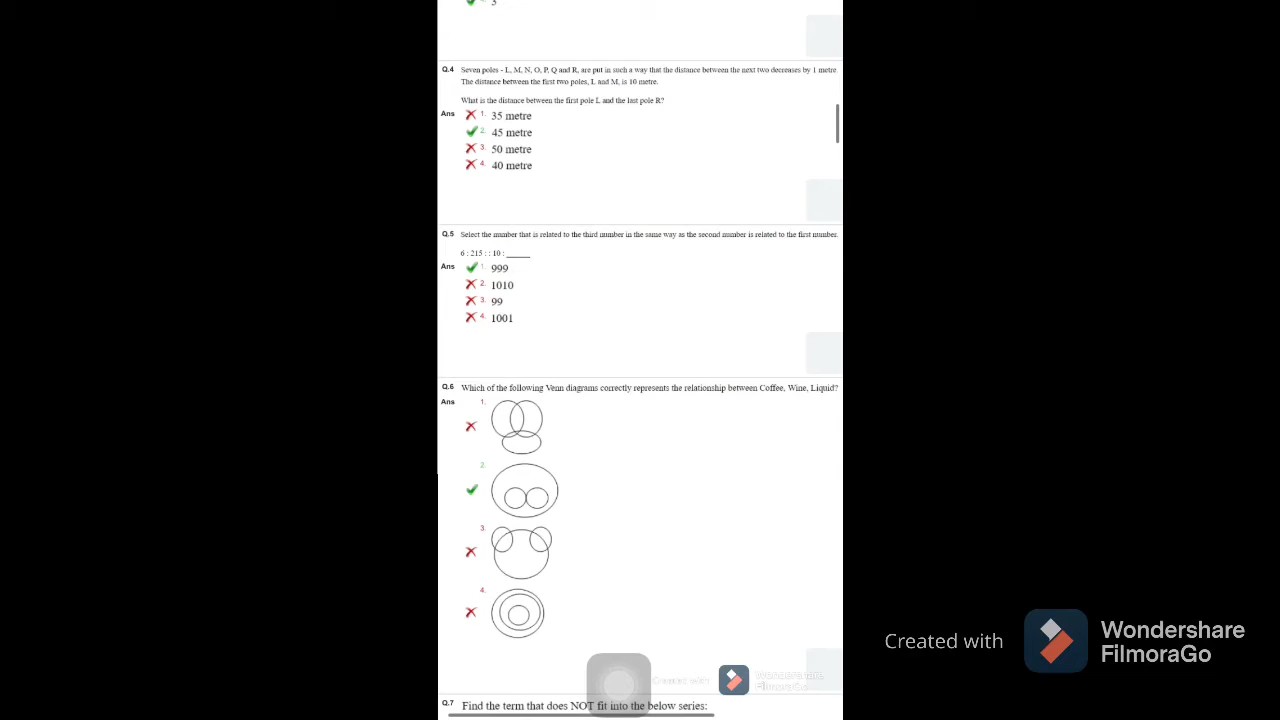 3
Q.4 Seven poles - L, M, N, O, P, Q and R, are put in such a way that the distance between the next two decreases by 1 metre.
The distance between the first two poles, L and M, is 10 metre.
What is the distance between the first pole L and the last pole R?
Ans 1. 35 metre
2. 45 metre
3. 50 metre
4. 40 metre
Q.5 Select the number that is related to the third number in the same way as the second number is related to the first number.
6 : 215 : : 10 : _____
Ans 1. 999
2. 1010
3. 99
4. 1001
Q.6 Which of the following Venn diagrams correctly represents the relationship between Coffee, Wine, Liquid?
Ans 1.
2.
3.
4.
Created with
Wondershare
FilmoraGo
Created with
Wondershare
FilmoraGo
Q.7 Find the term that does NOT fit into the below series: